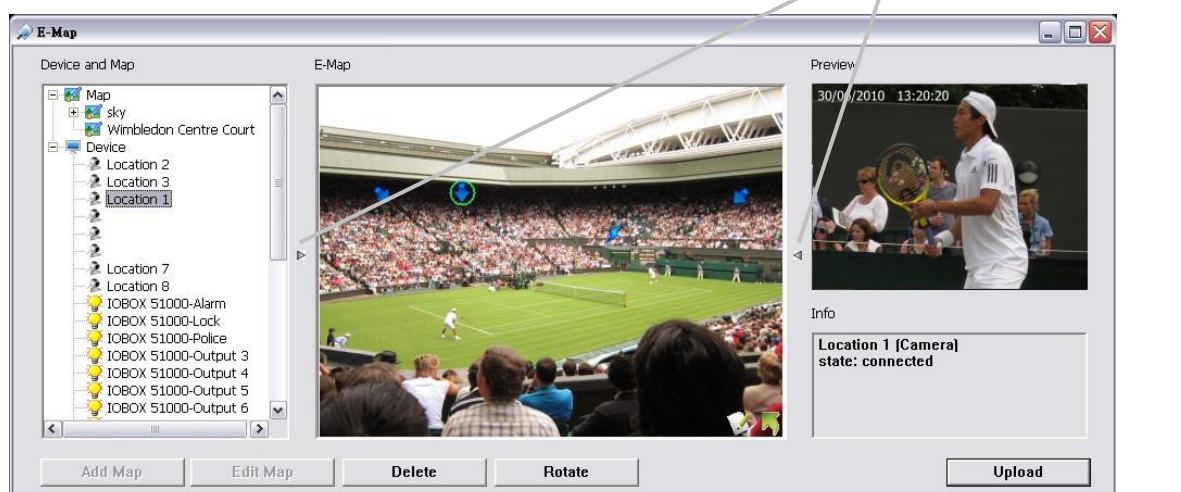 E-Map
Device and Map
E-Map
Preview
Map
sky
Wimbledon Centre Court
Device
Location 2
Location 3
Location 1
Location 7
Location 8
IOBOX 51000-Alarm
IOBOX 51000-Lock
IOBOX 51000-Police
IOBOX 51000-Output 3
IOBOX 51000-Output 4
IOBOX 51000-Output 5
IOBOX 51000-Output 6
30/06/2010 13:20:20
Info
Location 1 (Camera)
state: connected
Add Map
Edit Map
Delete
Rotate
Upload